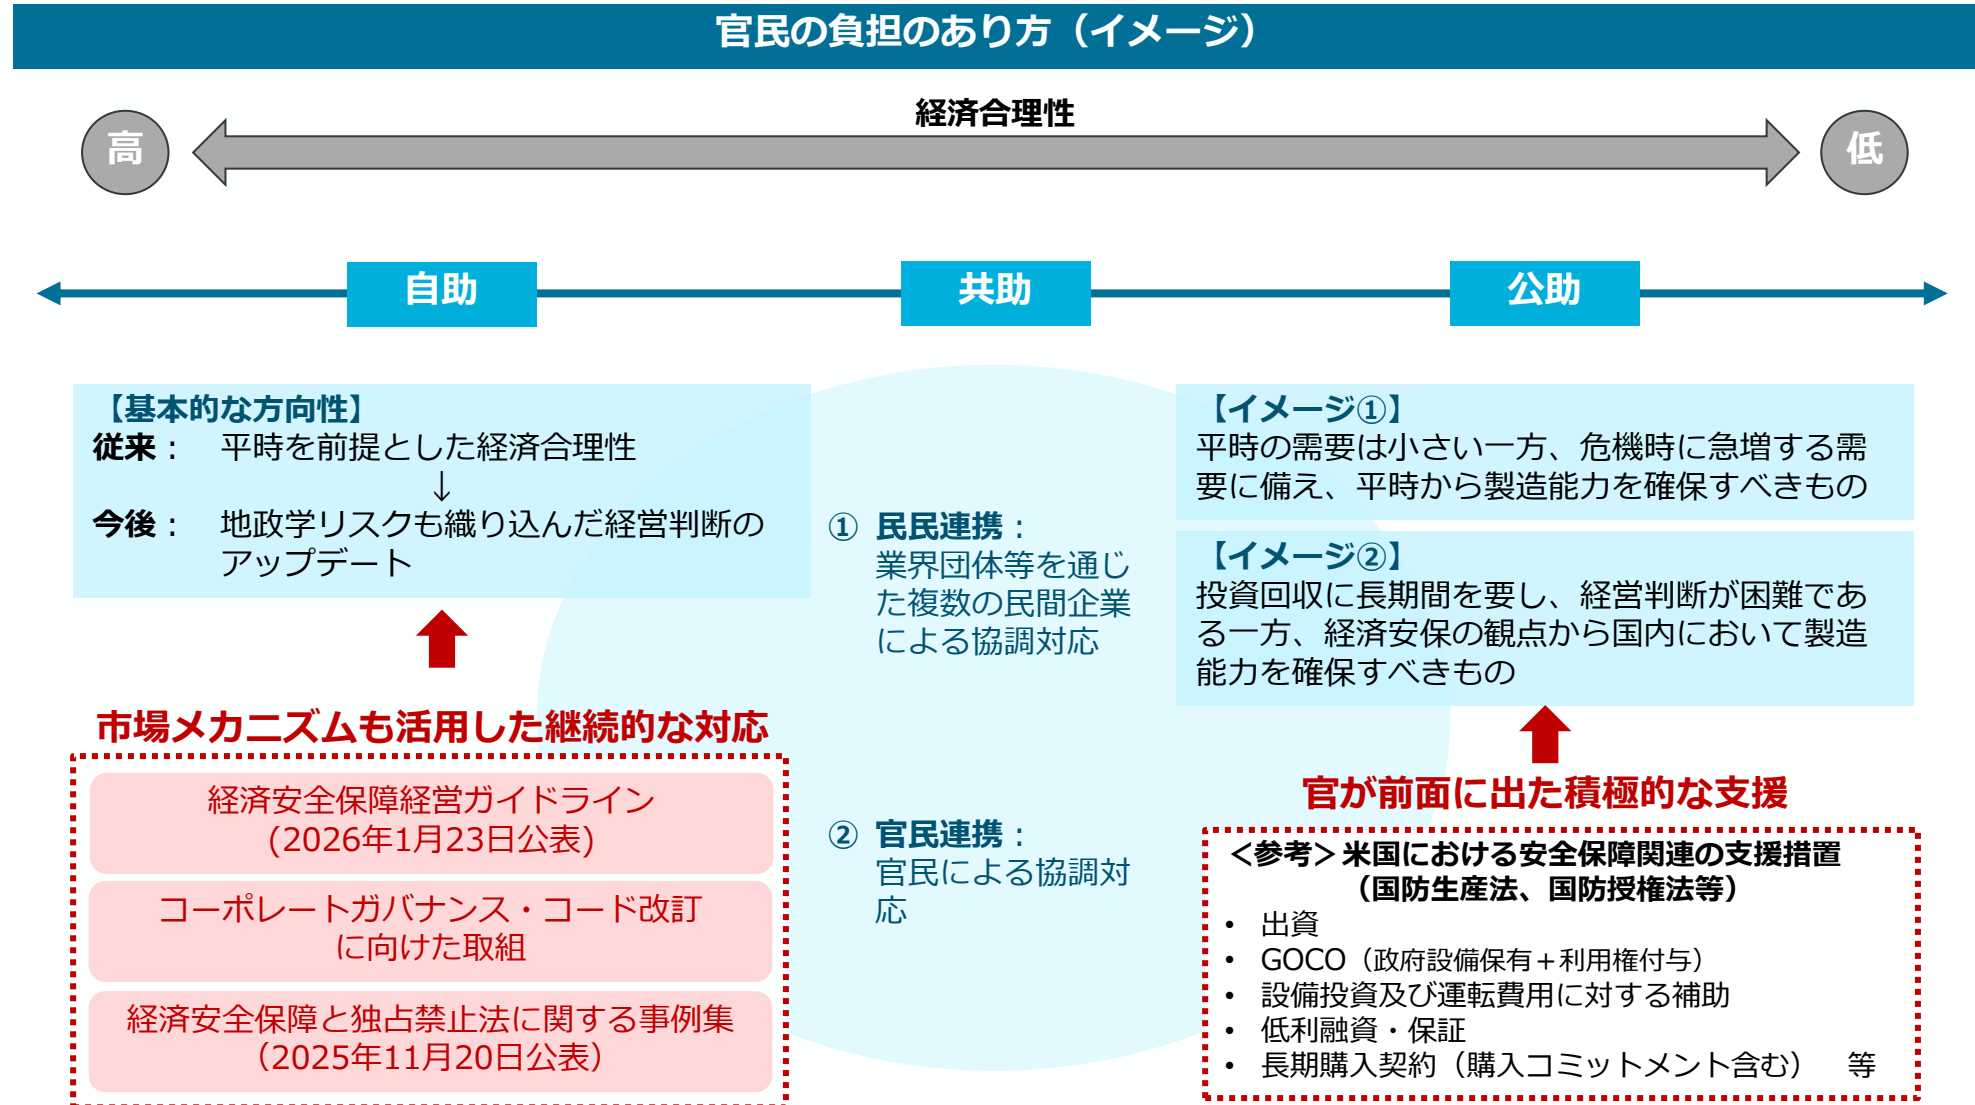 官民の負担のあり方（イメージ）
経済合理性
高
低
自助
共助
公助
【基本的な方向性】
従来： 平時を前提とした経済合理性
↓
今後： 地政学リスクも織り込んだ経営判断の
アップデート
市場メカニズムも活用した継続的な対応
経済安全保障経営ガイドライン
(2026年1月23日公表)
コーポレートガバナンス・コード改訂
に向けた取組
経済安全保障と独占禁止法に関する事例集
（2025年11月20日公表）
① 民民連携：
業界団体等を通じ
た複数の民間企業
による協調対応
② 官民連携：
官民による協調対
応
【イメージ①】
平時の需要は小さい一方、危機時に急増する需
要に備え、平時から製造能力を確保すべきもの
【イメージ②】
投資回収に長期間を要し、経営判断が困難であ
る一方、経済安保の観点から国内において製造
能力を確保すべきもの
官が前面に出た積極的な支援
＜参考＞米国における安全保障関連の支援措置
（国防生産法、国防授権法等）
• 出資
• GOCO（政府設備保有＋利用権付与）
• 設備投資及び運転費用に対する補助
• 低利融資・保証
• 長期購入契約（購入コミットメント含む） 等